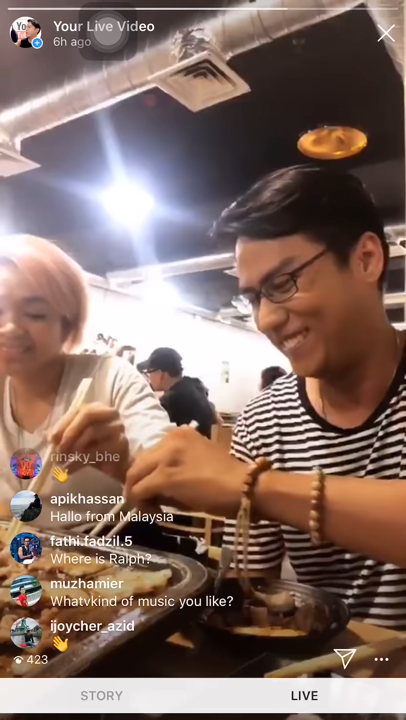 Your Live Video
6h ago
rinsky_bhe
👋
apikhassan
Hallo from Malaysia
fathi.fadzil.5
Where is Ralph?
muzhamier
Whatvkind of music you like?
ijoycher_azid
👋
423
STORY
LIVE